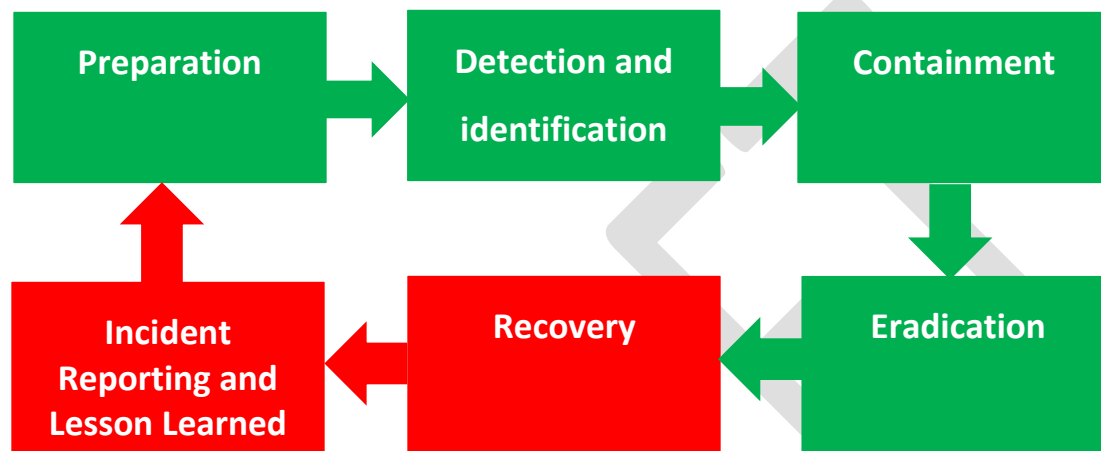 Preparation
Detection and
identification
Containment
Eradication
Recovery
Incident
Reporting and
Lesson Learned